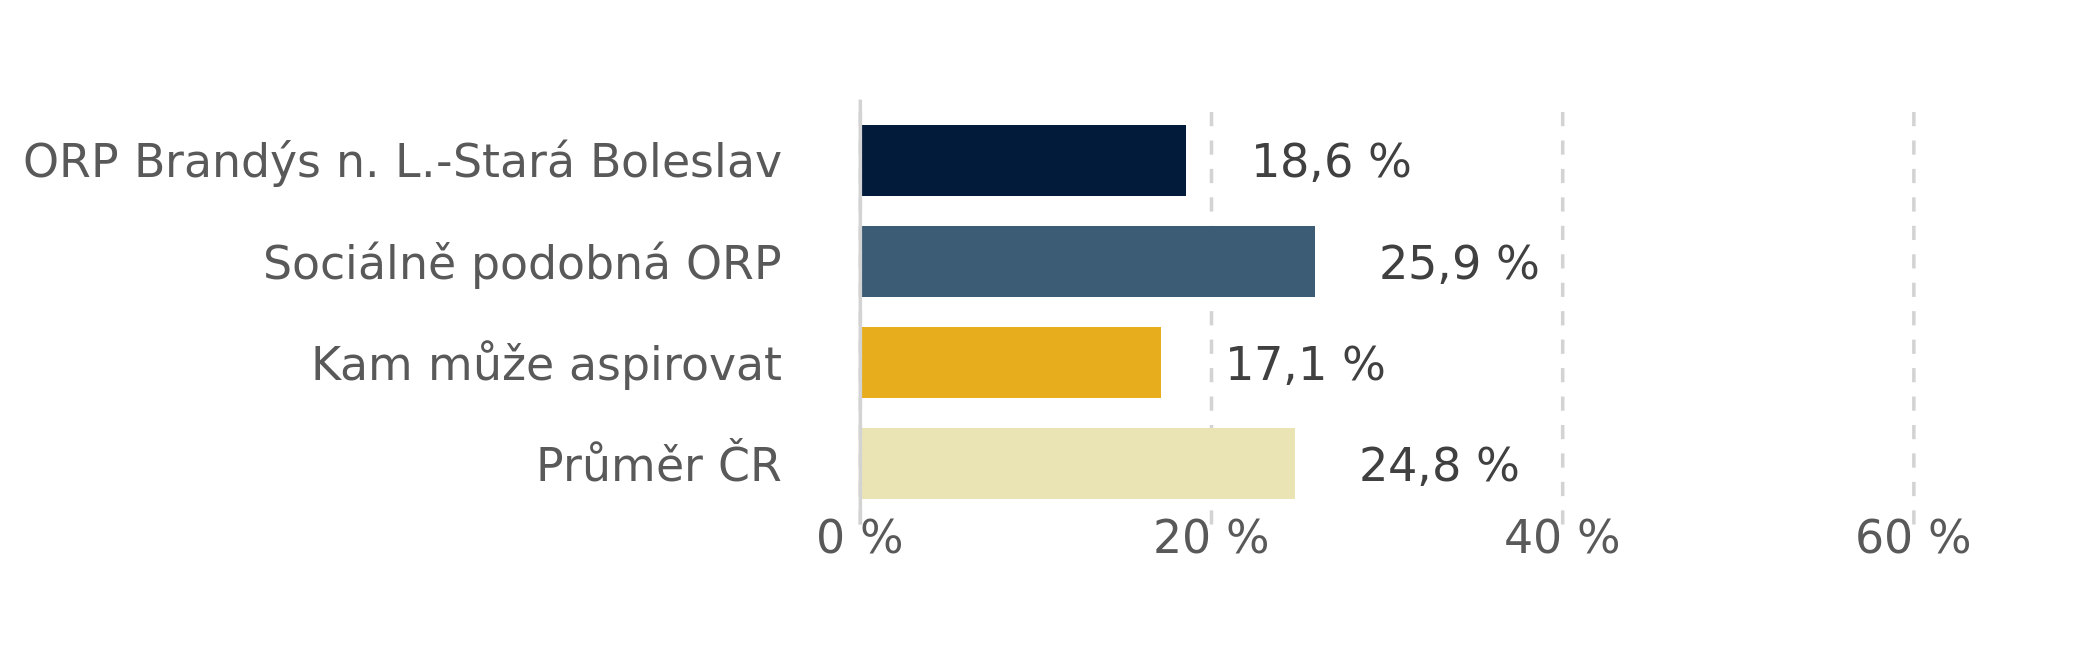 ORP Brandýs n. L.-Stará Boleslav 18,6 %
Sociálně podobná ORP 25,9 %
Kam může aspirovat 17,1 %
Průměr ČR 24,8 %
0 % 20 % 40 % 60 %